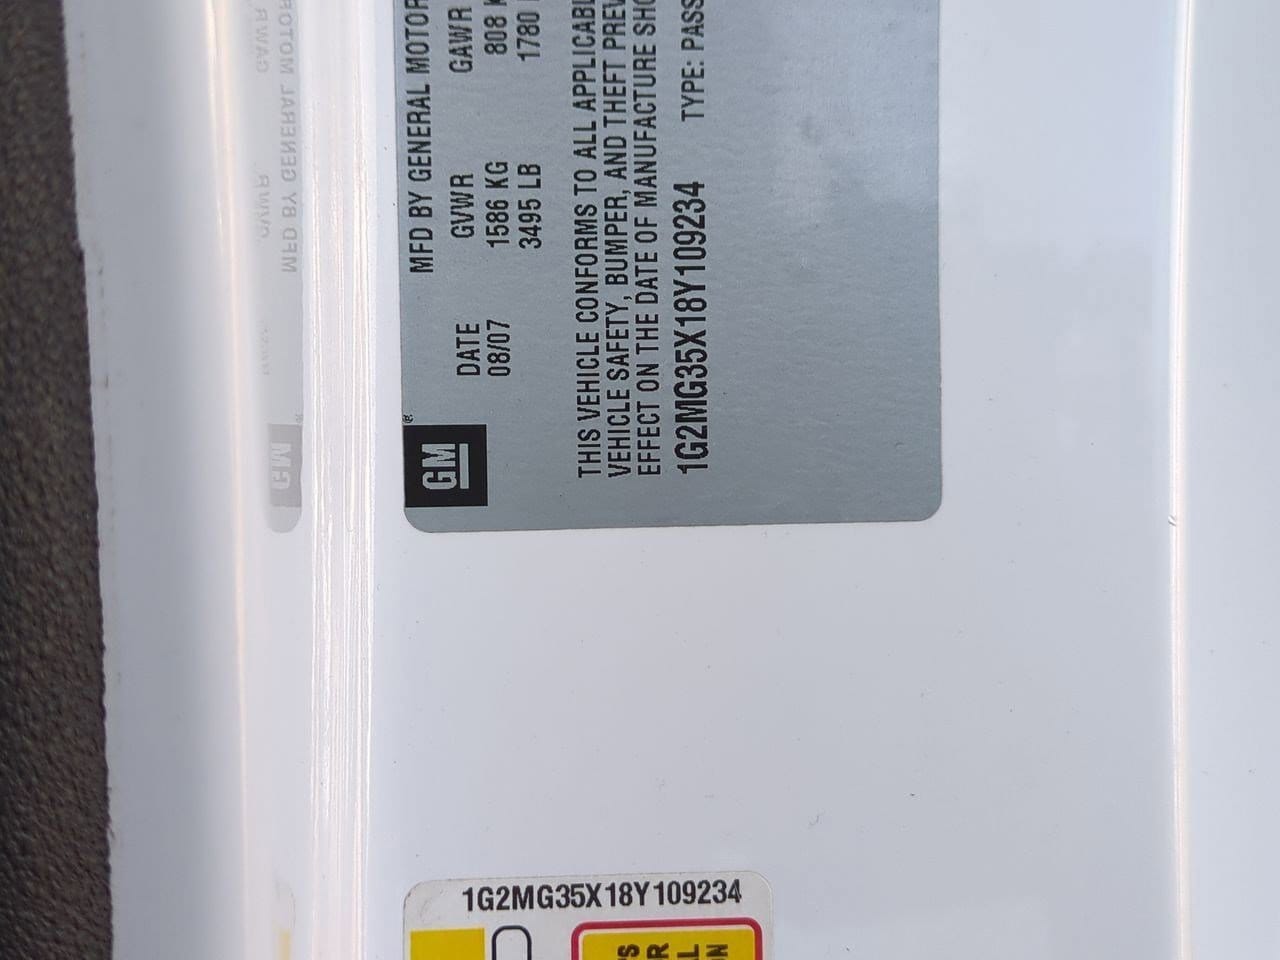 GM
MFD BY GENERAL MOTOR
DATE GVWR GAWR
08/07 1586 KG 808 K
3495 LB 1780
THIS VEHICLE CONFORMS TO ALL APPLICABL
VEHICLE SAFETY, BUMPER, AND THEFT PREV
EFFECT ON THE DATE OF MANUFACTURE SHO
1G2MG35X18Y109234 TYPE: PASS
1G2MG35X18Y109234